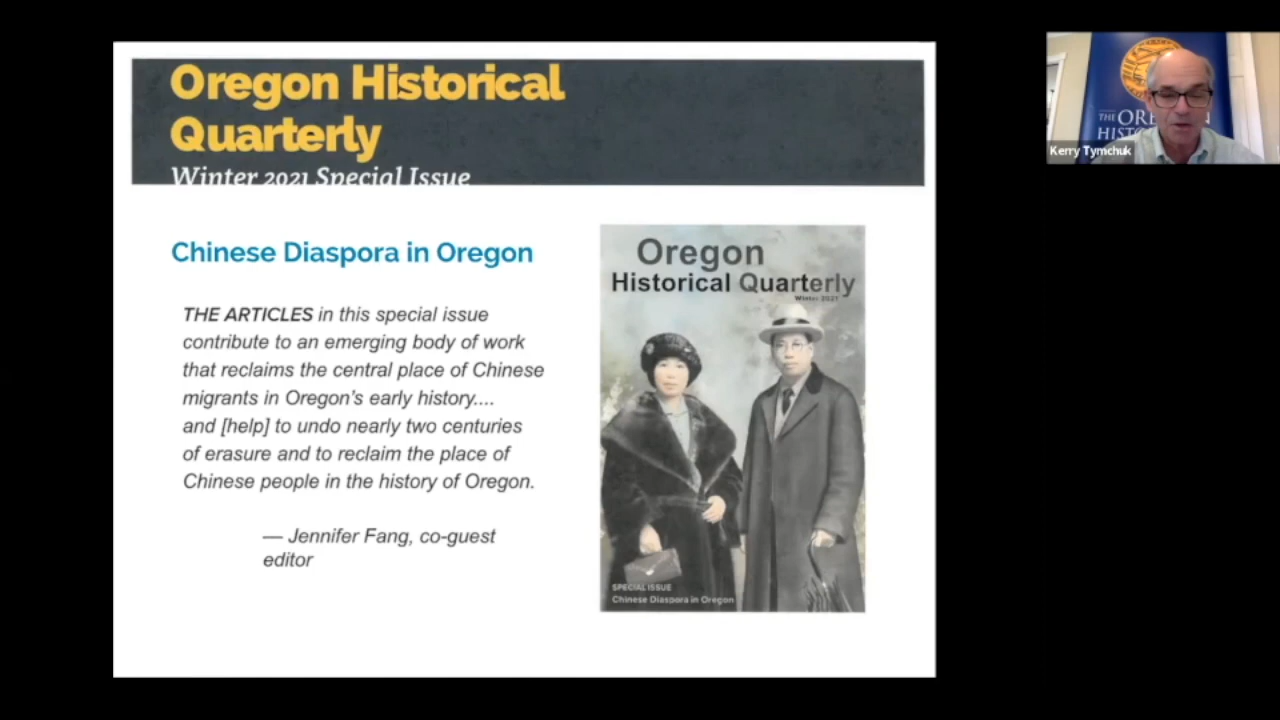 Oregon Historical
Quarterly
Winter 2021 Special Issue
Chinese Diaspora in Oregon
THE ARTICLES in this special issue
contribute to an emerging body of work
that reclaims the central place of Chinese
migrants in Oregon's early history....
and [help] to undo nearly two centuries
of erasure and to reclaim the place of
Chinese people in the history of Oregon.
— Jennifer Fang, co-guest
editor
Oregon
Historical Quarterly
Winter 2021
SPECIAL ISSUE
Chinese Diaspora in Oregon
THE
Kerry Tymchuk